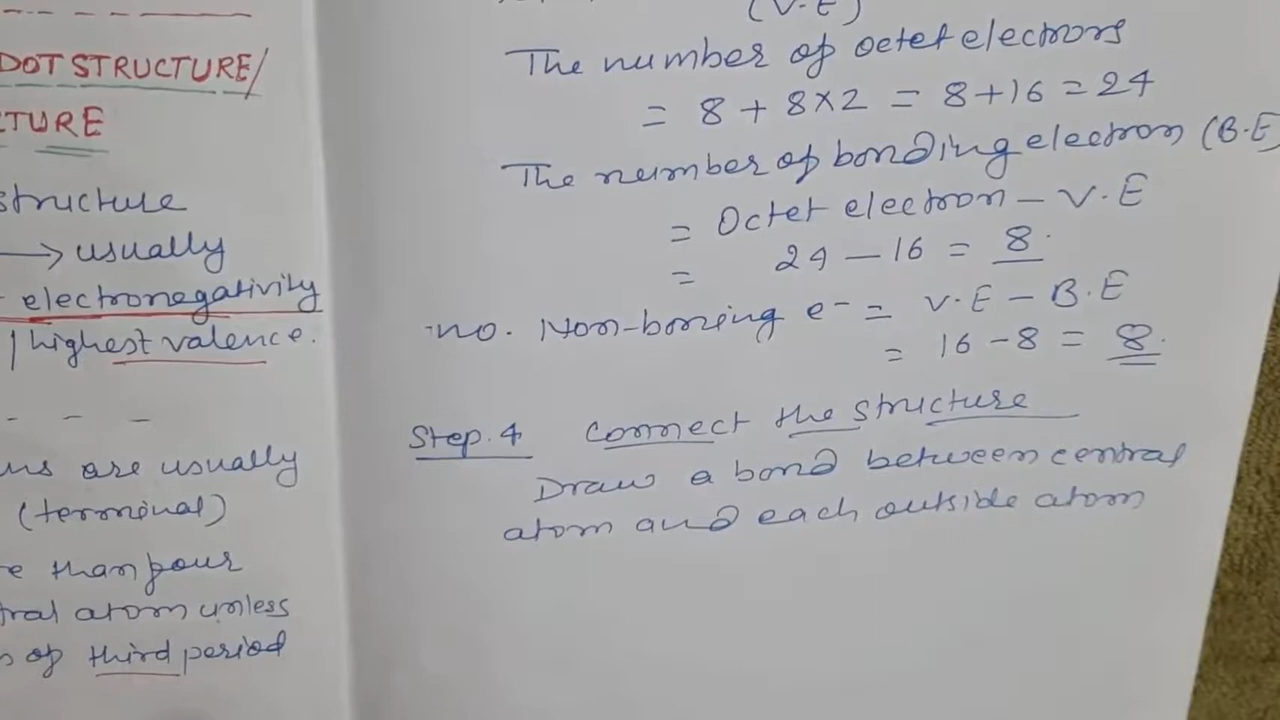 DOT STRUCTURE/
TURE
structure
→ usually
electronegativity
/ highest valence.
are usually
(terminal)
than pour
atom unless
of third period
(V.E)
The number of octet electrons
= 8 + 8×2 = 8+16 = 24
The number of bonding electron (B.E)
= Octet electron - V.E
= 24 - 16 = 8.
no. Non-bonzing e- = V.E - B.E
= 16 - 8 = 8.
Step. 4 Connect the structure
Draw a bond between central
atom and each outside atom